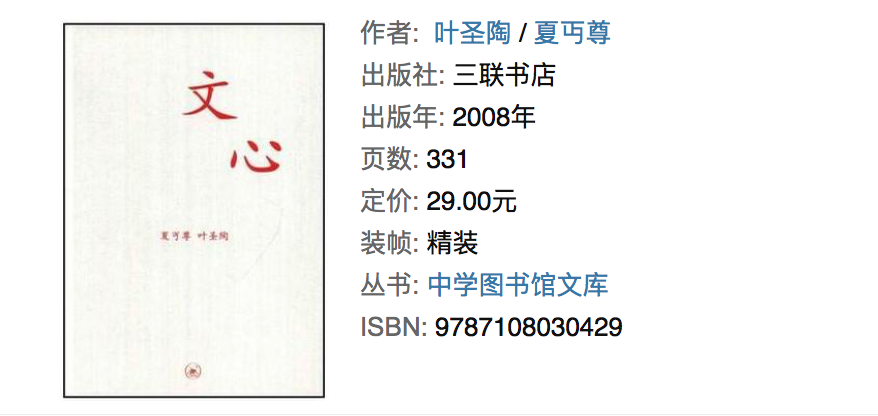 文
心
夏丏尊 叶圣陶
作者: 叶圣陶 / 夏丏尊
出版社: 三联书店
出版年: 2008年
页数: 331
定价: 29.00元
装帧: 精装
丛书: 中学图书馆文库
ISBN: 9787108030429